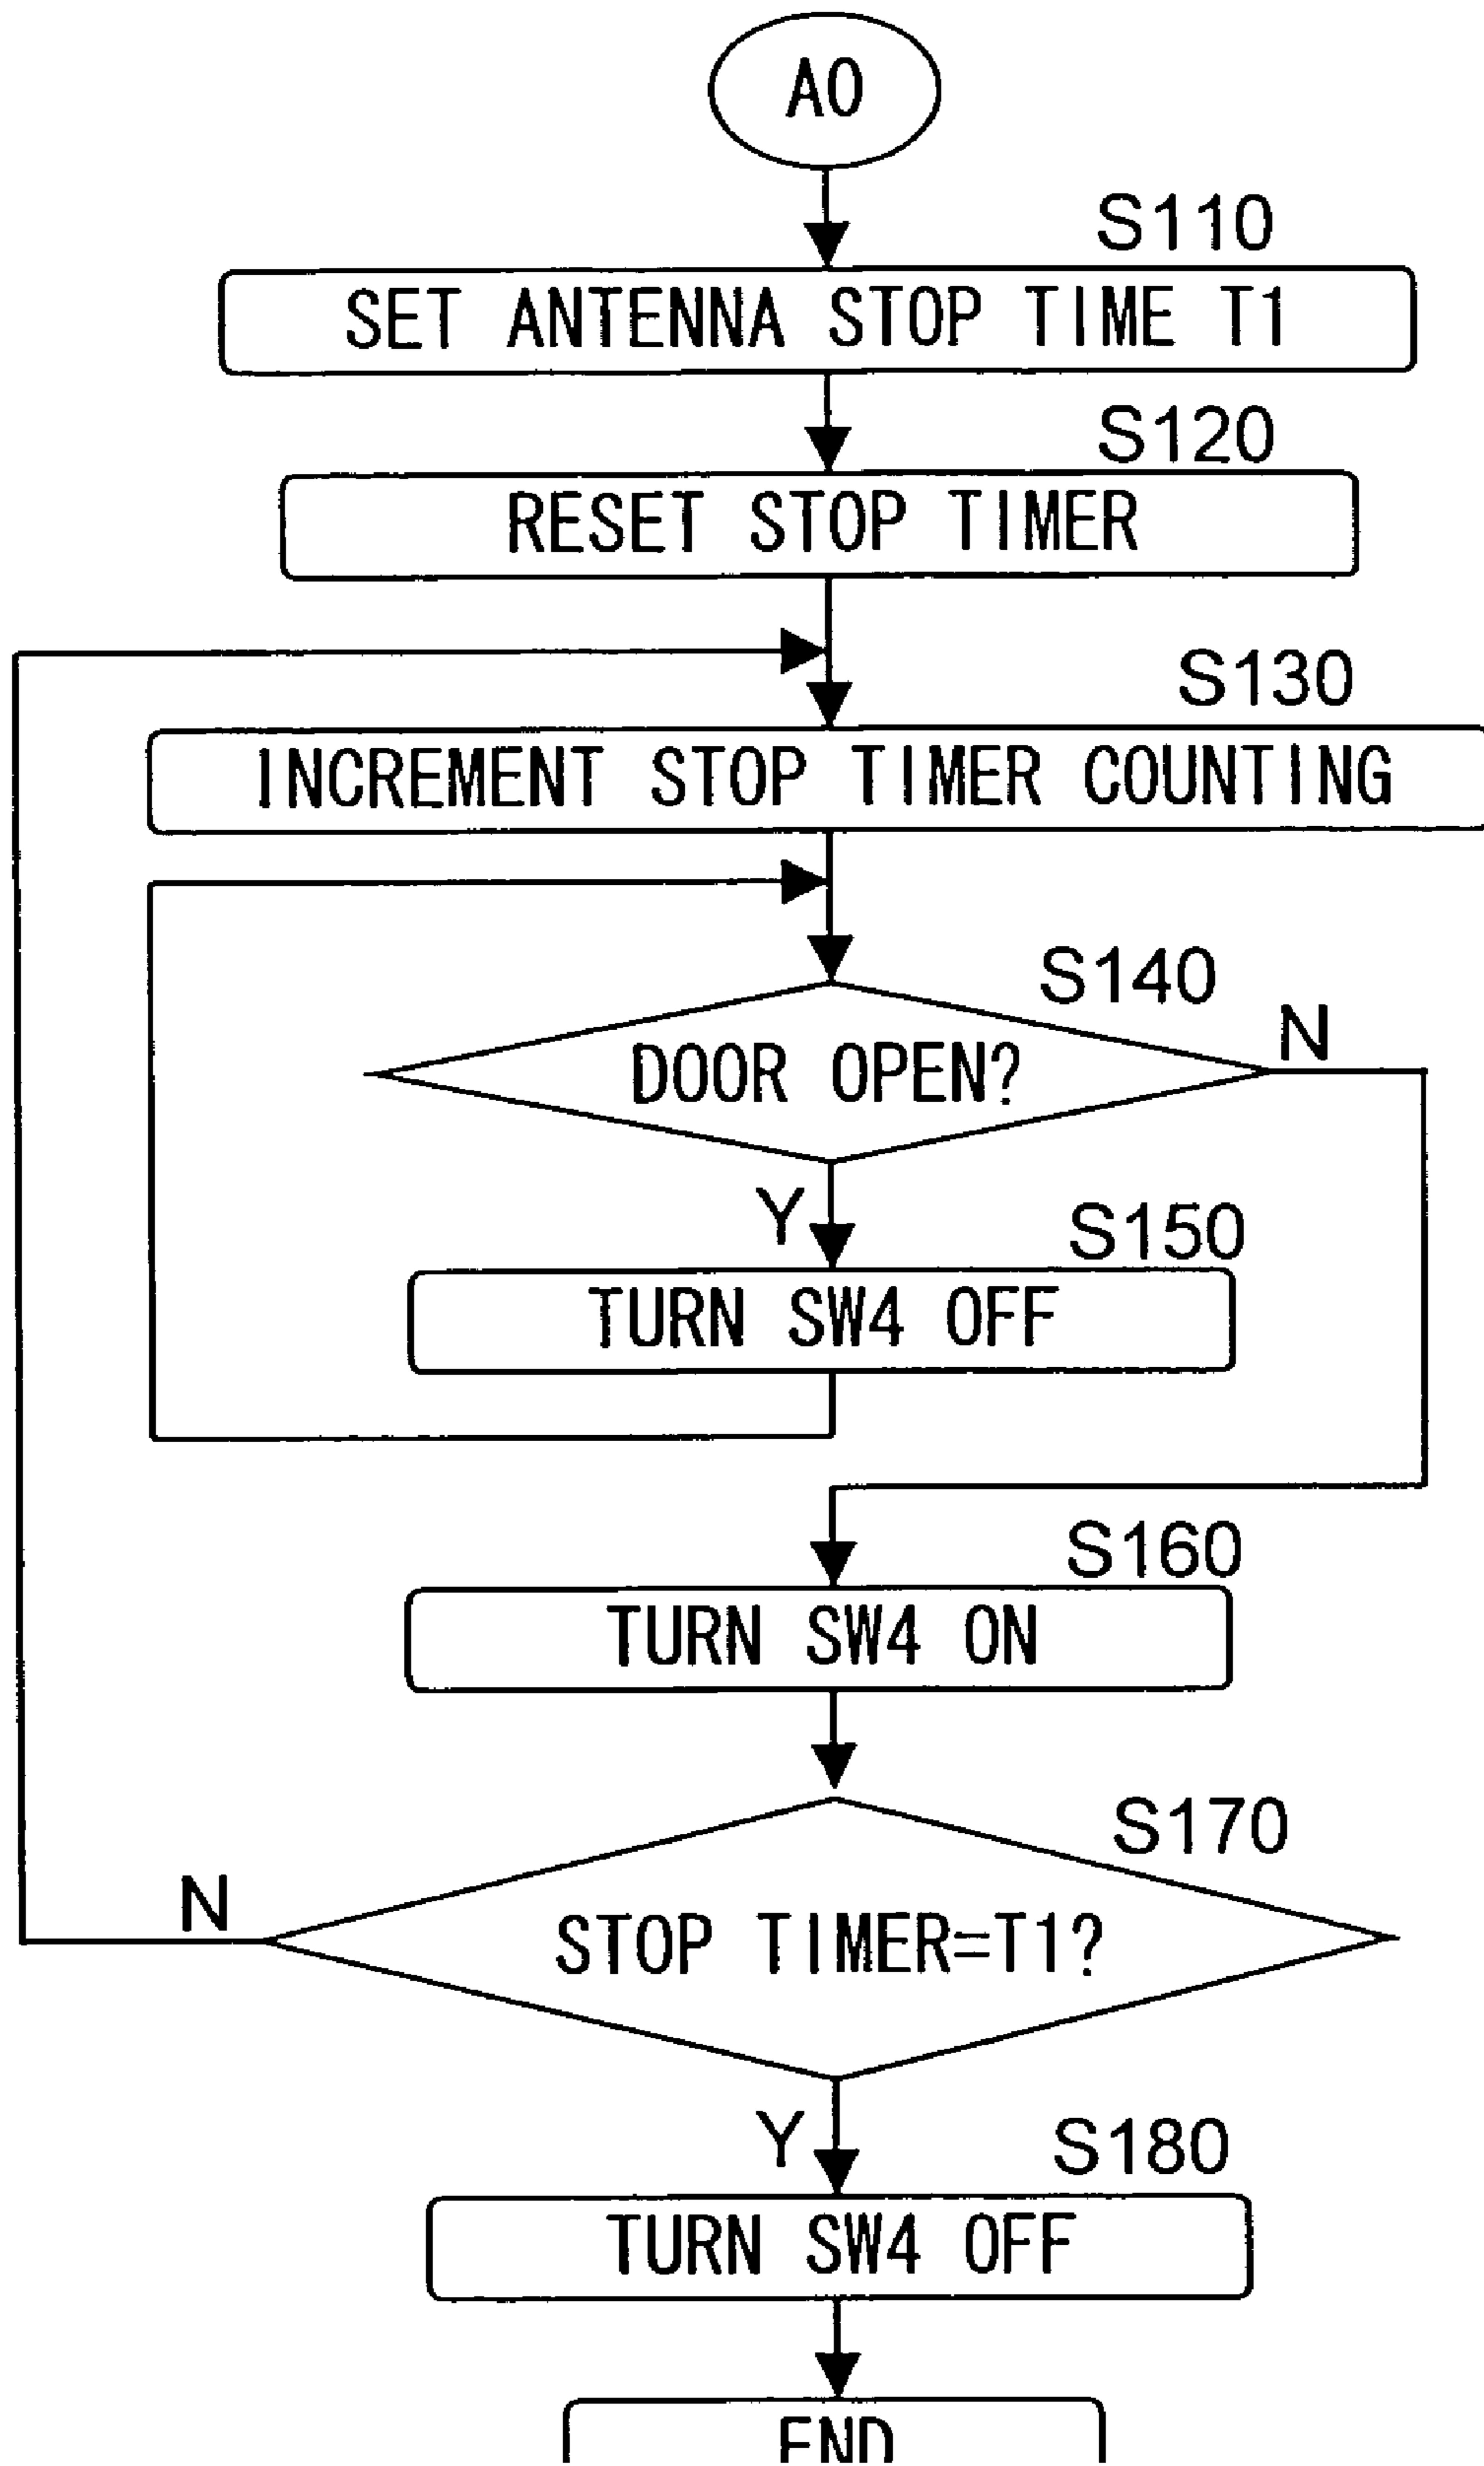 A0
S110
SET ANTENNA STOP TIME T1
S120
RESET STOP TIMER
S130
INCREMENT STOP TIMER COUNTING
S140
DOOR OPEN?
N
Y
S150
TURN SW4 OFF
S160
TURN SW4 ON
S170
N
STOP TIMER=T1?
Y
S180
TURN SW4 OFF
END